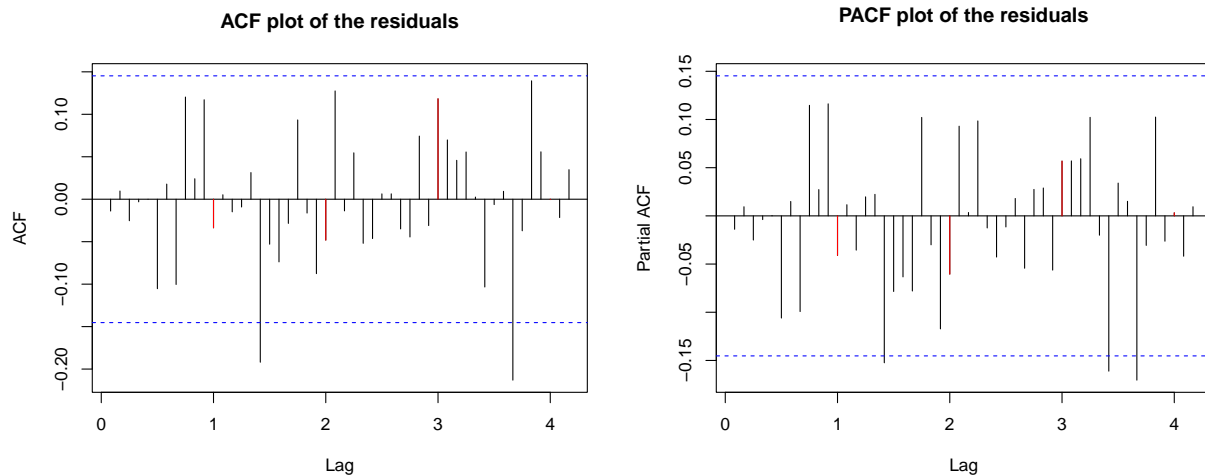 ACF plot of the residuals
ACF
0.10
0.00
−0.10
−0.20
0 1 2 3 4
Lag
PACF plot of the residuals
Partial ACF
0.15
0.10
0.05
−0.05
−0.15
0 1 2 3 4
Lag